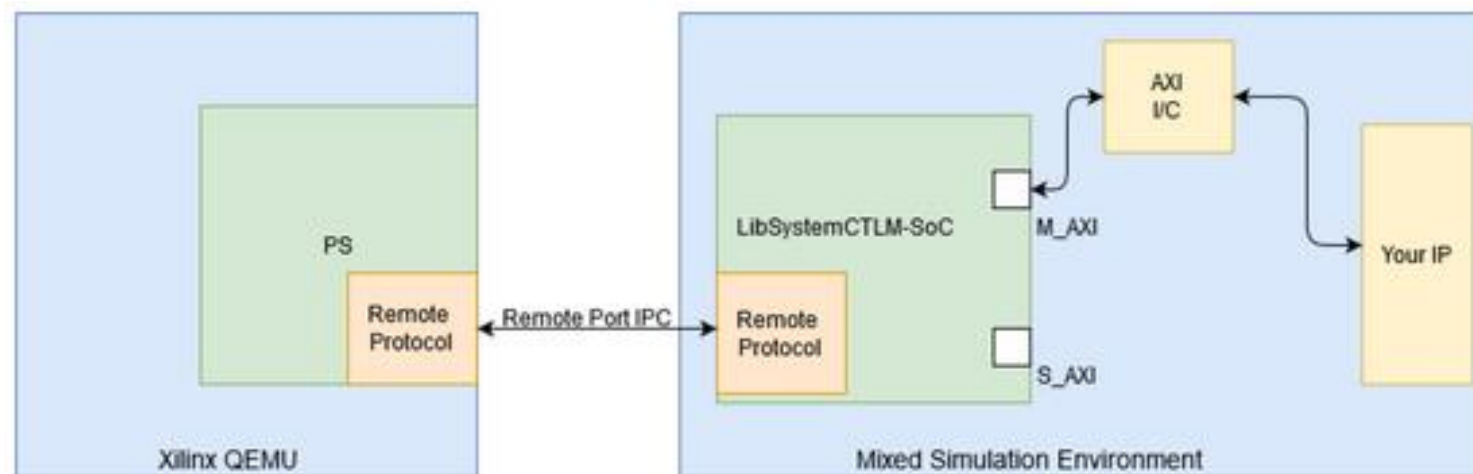 AXI
I/C
PS
LibSystemCTLM-SoC
M_AXI
Your IP
Remote
Protocol
Remote Port IPC
Remote
Protocol
S_AXI
Xilinx QEMU
Mixed Simulation Environment